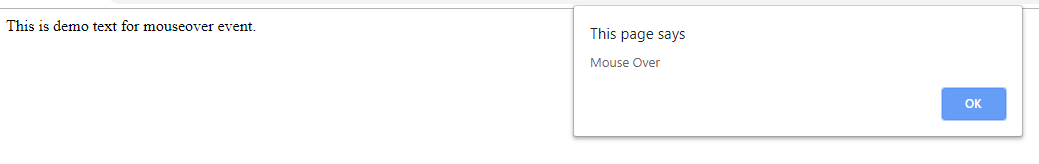 This is demo text for mouseover event.
This page says
Mouse Over
OK